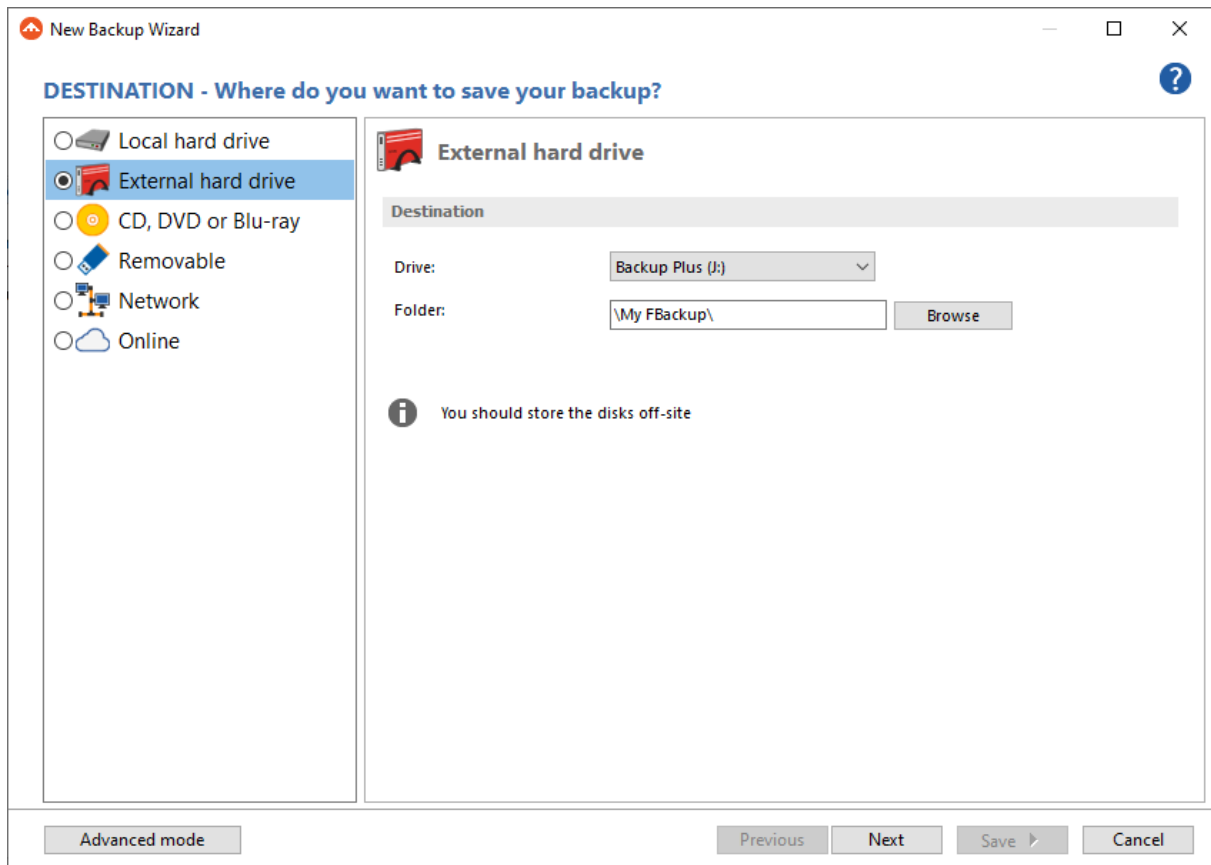 New Backup Wizard
DESTINATION - Where do you want to save your backup?
?
Local hard drive
External hard drive
CD, DVD or Blu-ray
Removable
Network
Online
External hard drive
Destination
Drive: Backup Plus (J:)
Folder: \My FBackup\ Browse
You should store the disks off-site
Advanced mode Previous Next Save Cancel